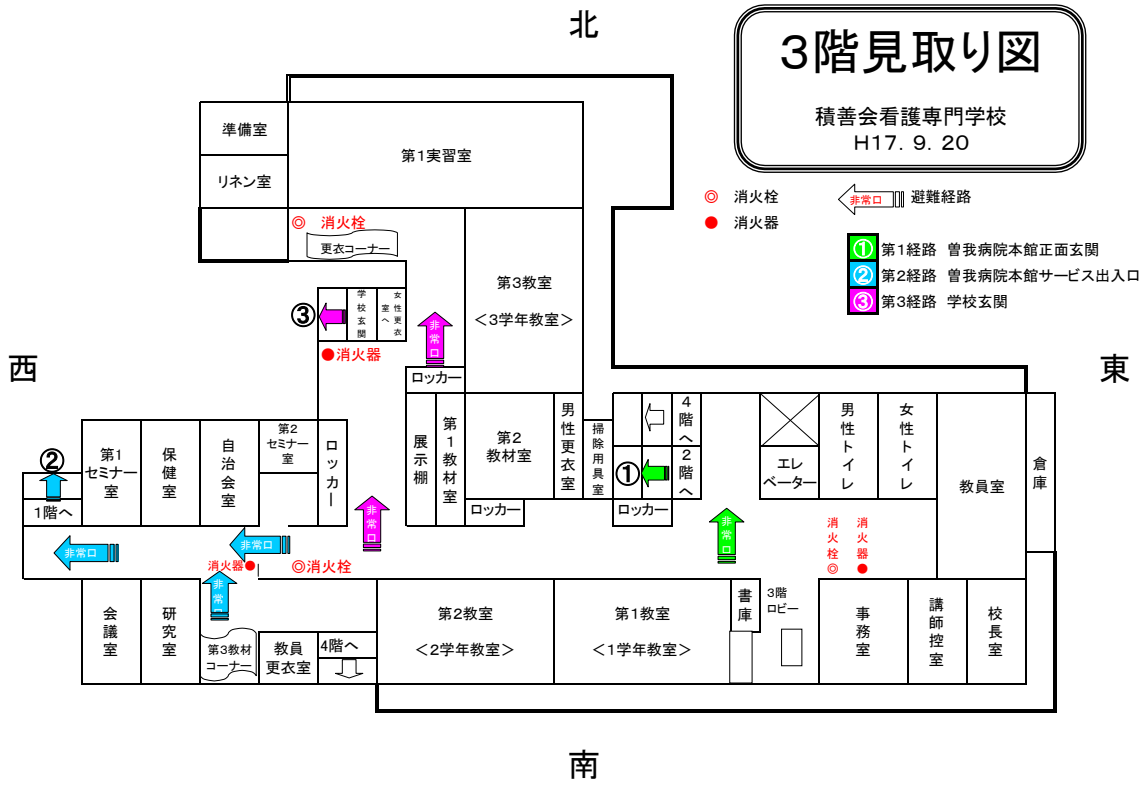 北
3階見取り図
積善会看護専門学校
H17. 9. 20
◎ 消火栓
● 消火器
非常口 避難経路
① 第1経路 曽我病院本館正面玄関
② 第2経路 曽我病院本館サービス出入口
③ 第3経路 学校玄関
準備室
リネン室
第1実習室
◎ 消火栓
更衣コーナー
第3教室
<3学年教室>
③
学校玄関
女性更衣
室へ
●消火器
非常口
ロッカー
西
東
②
1階へ
第1
セミナー
室
保健室
自治会室
第2
セミナー
室
ロッカー
展示棚
第1教材室
第2
教材室
男性更衣室
掃除用具室
ロッカー
①
4階へ
2階へ
ロッカー
エレ
ベーター
男性トイレ
女性トイレ
教員室
倉庫
非常口
非常口
非常口
非常口
消火栓
◎
消火器
●
消火器●
◎消火栓
非常
会議室
研究室
第3教材
コーナー
教員
更衣室
4階へ
第2教室
<2学年教室>
第1教室
<1学年教室>
書庫
3階
ロビー
事務室
講師控室
校長室
南